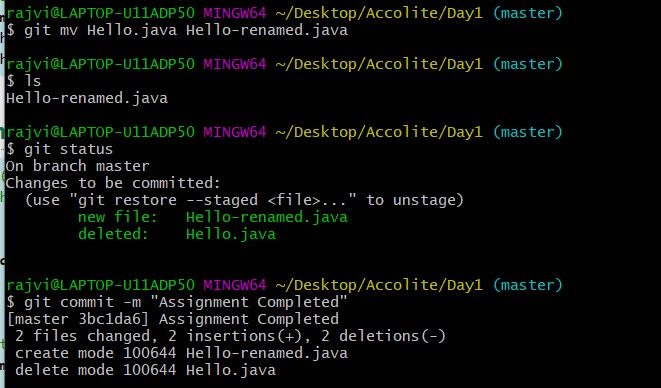 rajvi@LAPTOP-U11ADP50 MINGW64 ~/Desktop/Accolite/Day1 (master)
$ git mv Hello.java Hello-renamed.java
rajvi@LAPTOP-U11ADP50 MINGW64 ~/Desktop/Accolite/Day1 (master)
$ ls
Hello-renamed.java
rajvi@LAPTOP-U11ADP50 MINGW64 ~/Desktop/Accolite/Day1 (master)
$ git status
On branch master
Changes to be committed:
  (use "git restore --staged <file>..." to unstage)
        new file:   Hello-renamed.java
        deleted:    Hello.java
rajvi@LAPTOP-U11ADP50 MINGW64 ~/Desktop/Accolite/Day1 (master)
$ git commit -m "Assignment Completed"
[master 3bc1da6] Assignment Completed
 2 files changed, 2 insertions(+), 2 deletions(-)
 create mode 100644 Hello-renamed.java
 delete mode 100644 Hello.java